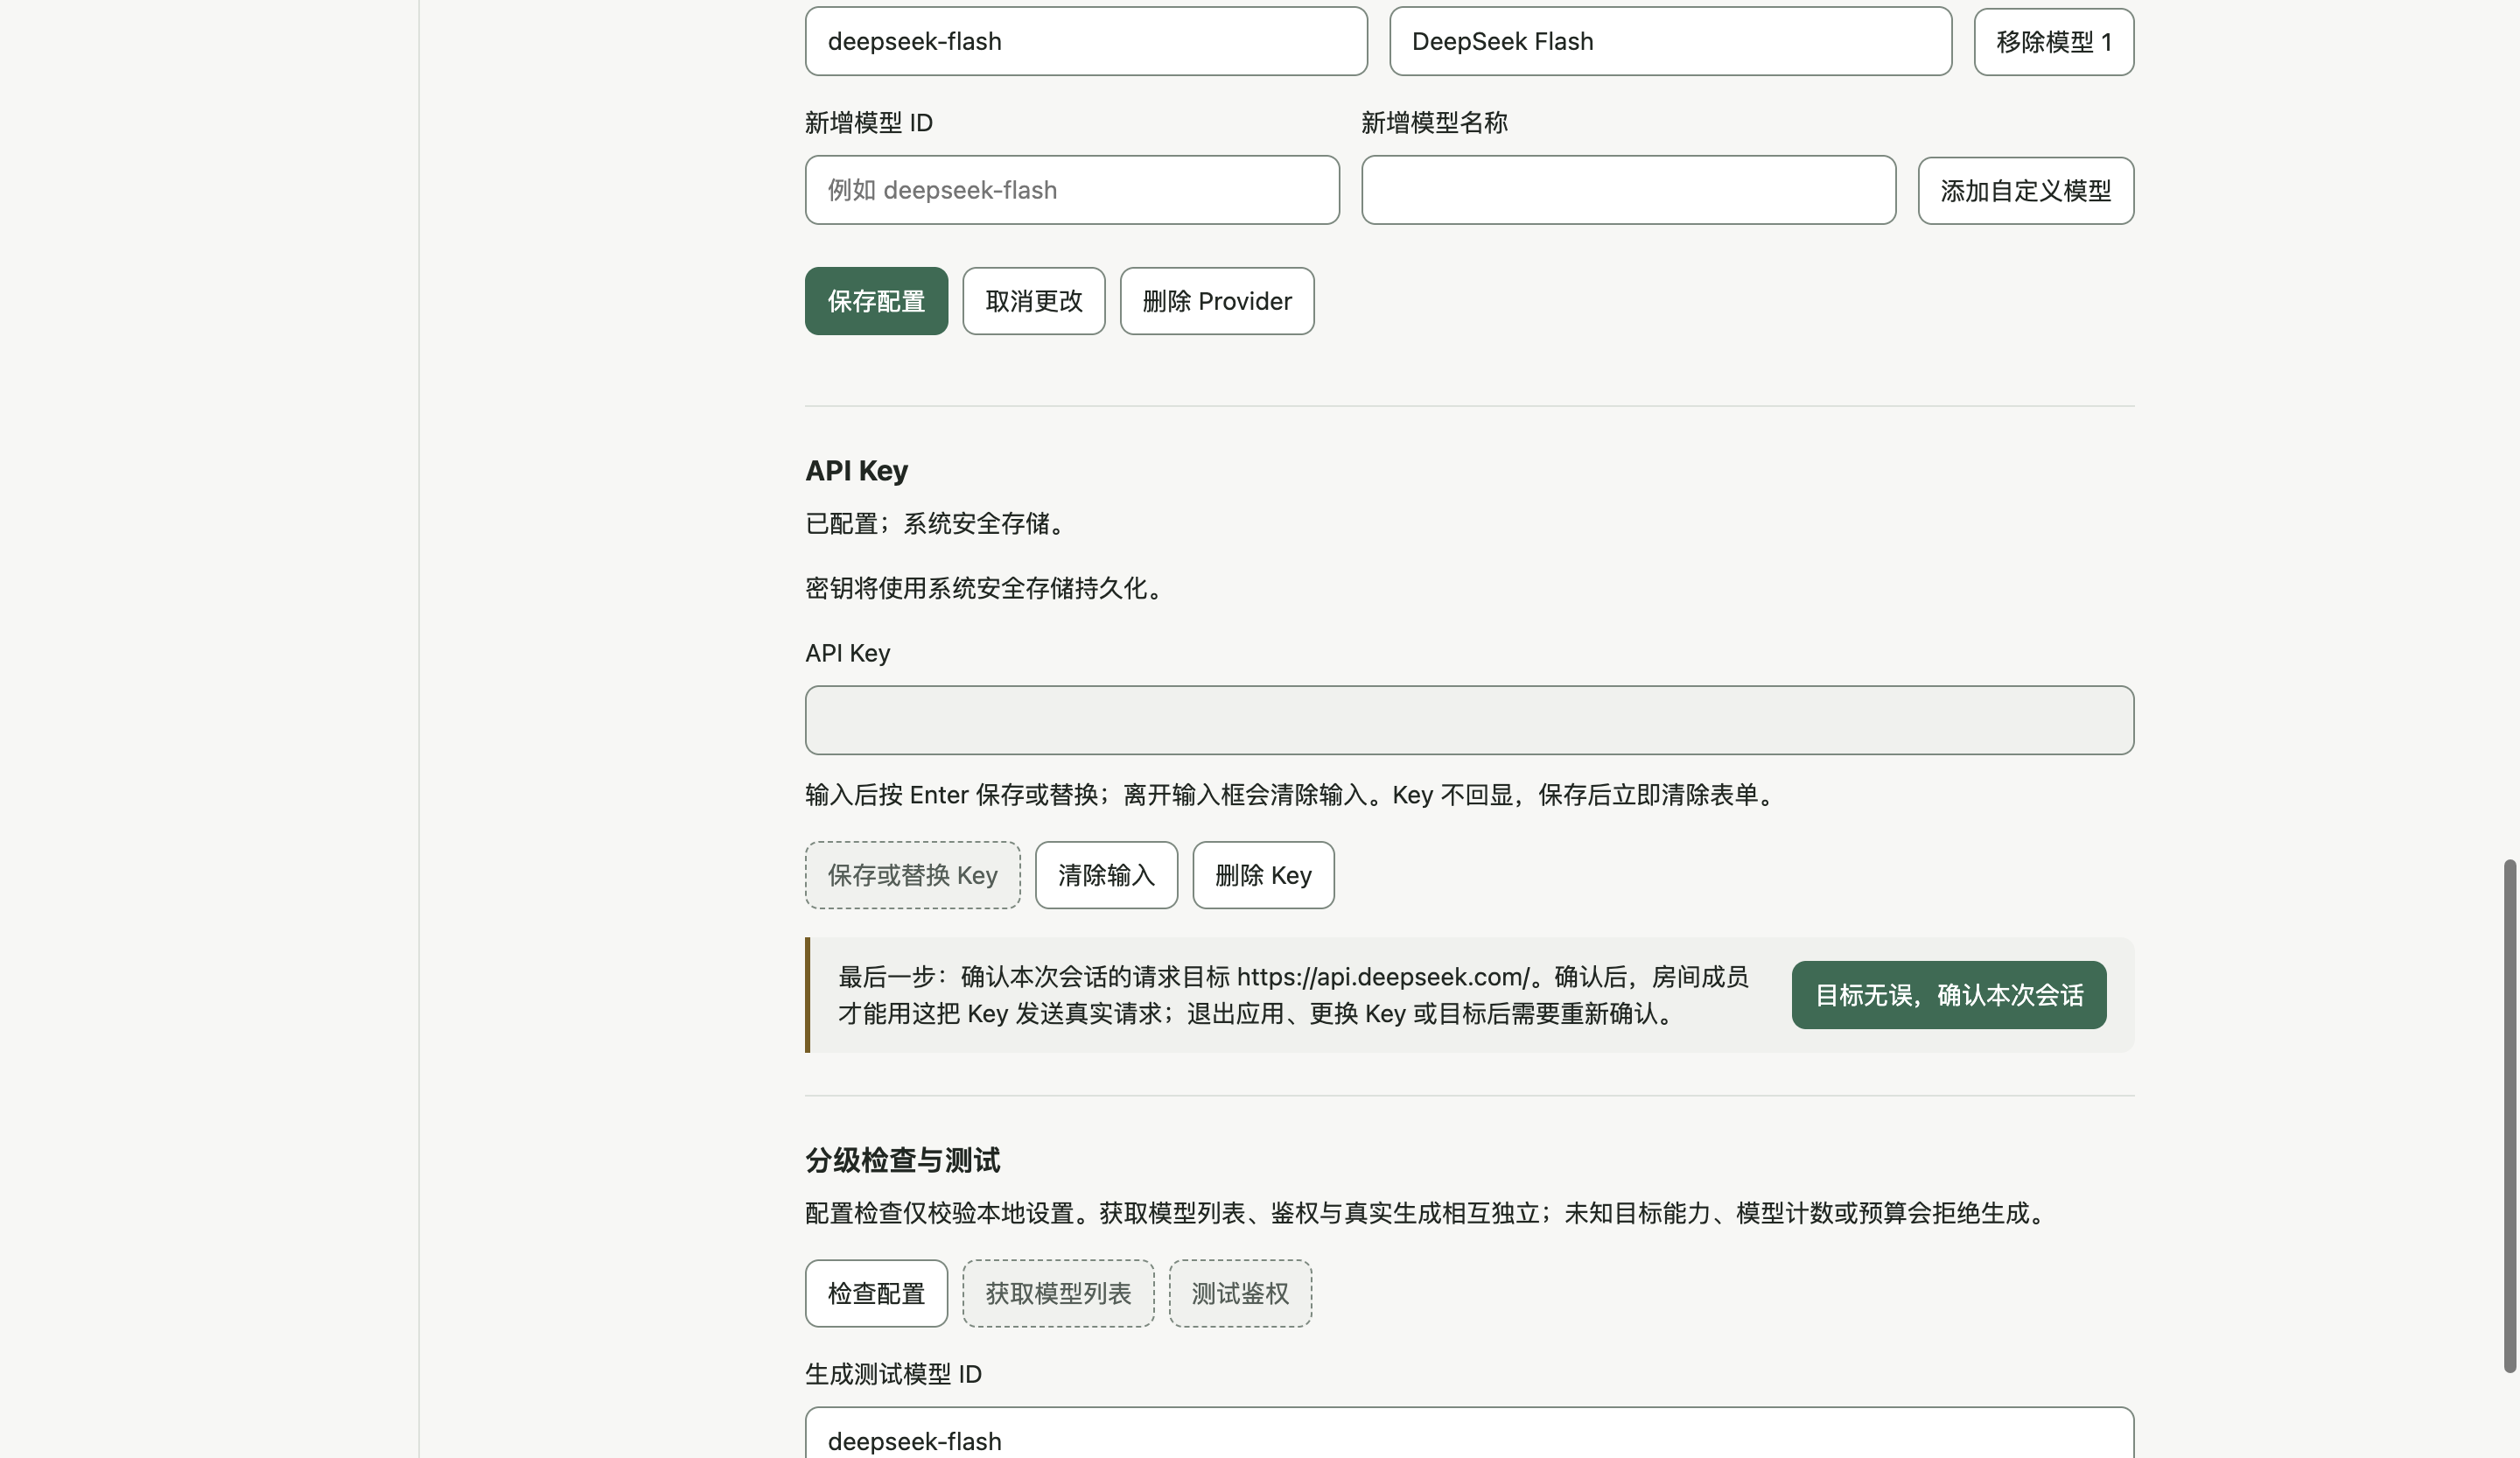 deepseek-flash
DeepSeek Flash
移除模型 1
新增模型 ID
新增模型名称
例如 deepseek-flash
添加自定义模型
保存配置
取消更改
删除 Provider
API Key
已配置；系统安全存储。
密钥将使用系统安全存储持久化。
API Key
输入后按 Enter 保存或替换；离开输入框会清除输入。Key 不回显，保存后立即清除表单。
保存或替换 Key
清除输入
删除 Key
最后一步：确认本次会话的请求目标 https://api.deepseek.com/。确认后，房间成员
才能用这把 Key 发送真实请求；退出应用、更换 Key 或目标后需要重新确认。
目标无误，确认本次会话
分级检查与测试
配置检查仅校验本地设置。获取模型列表、鉴权与真实生成相互独立；未知目标能力、模型计数或预算会拒绝生成。
检查配置
获取模型列表
测试鉴权
生成测试模型 ID
deepseek-flash